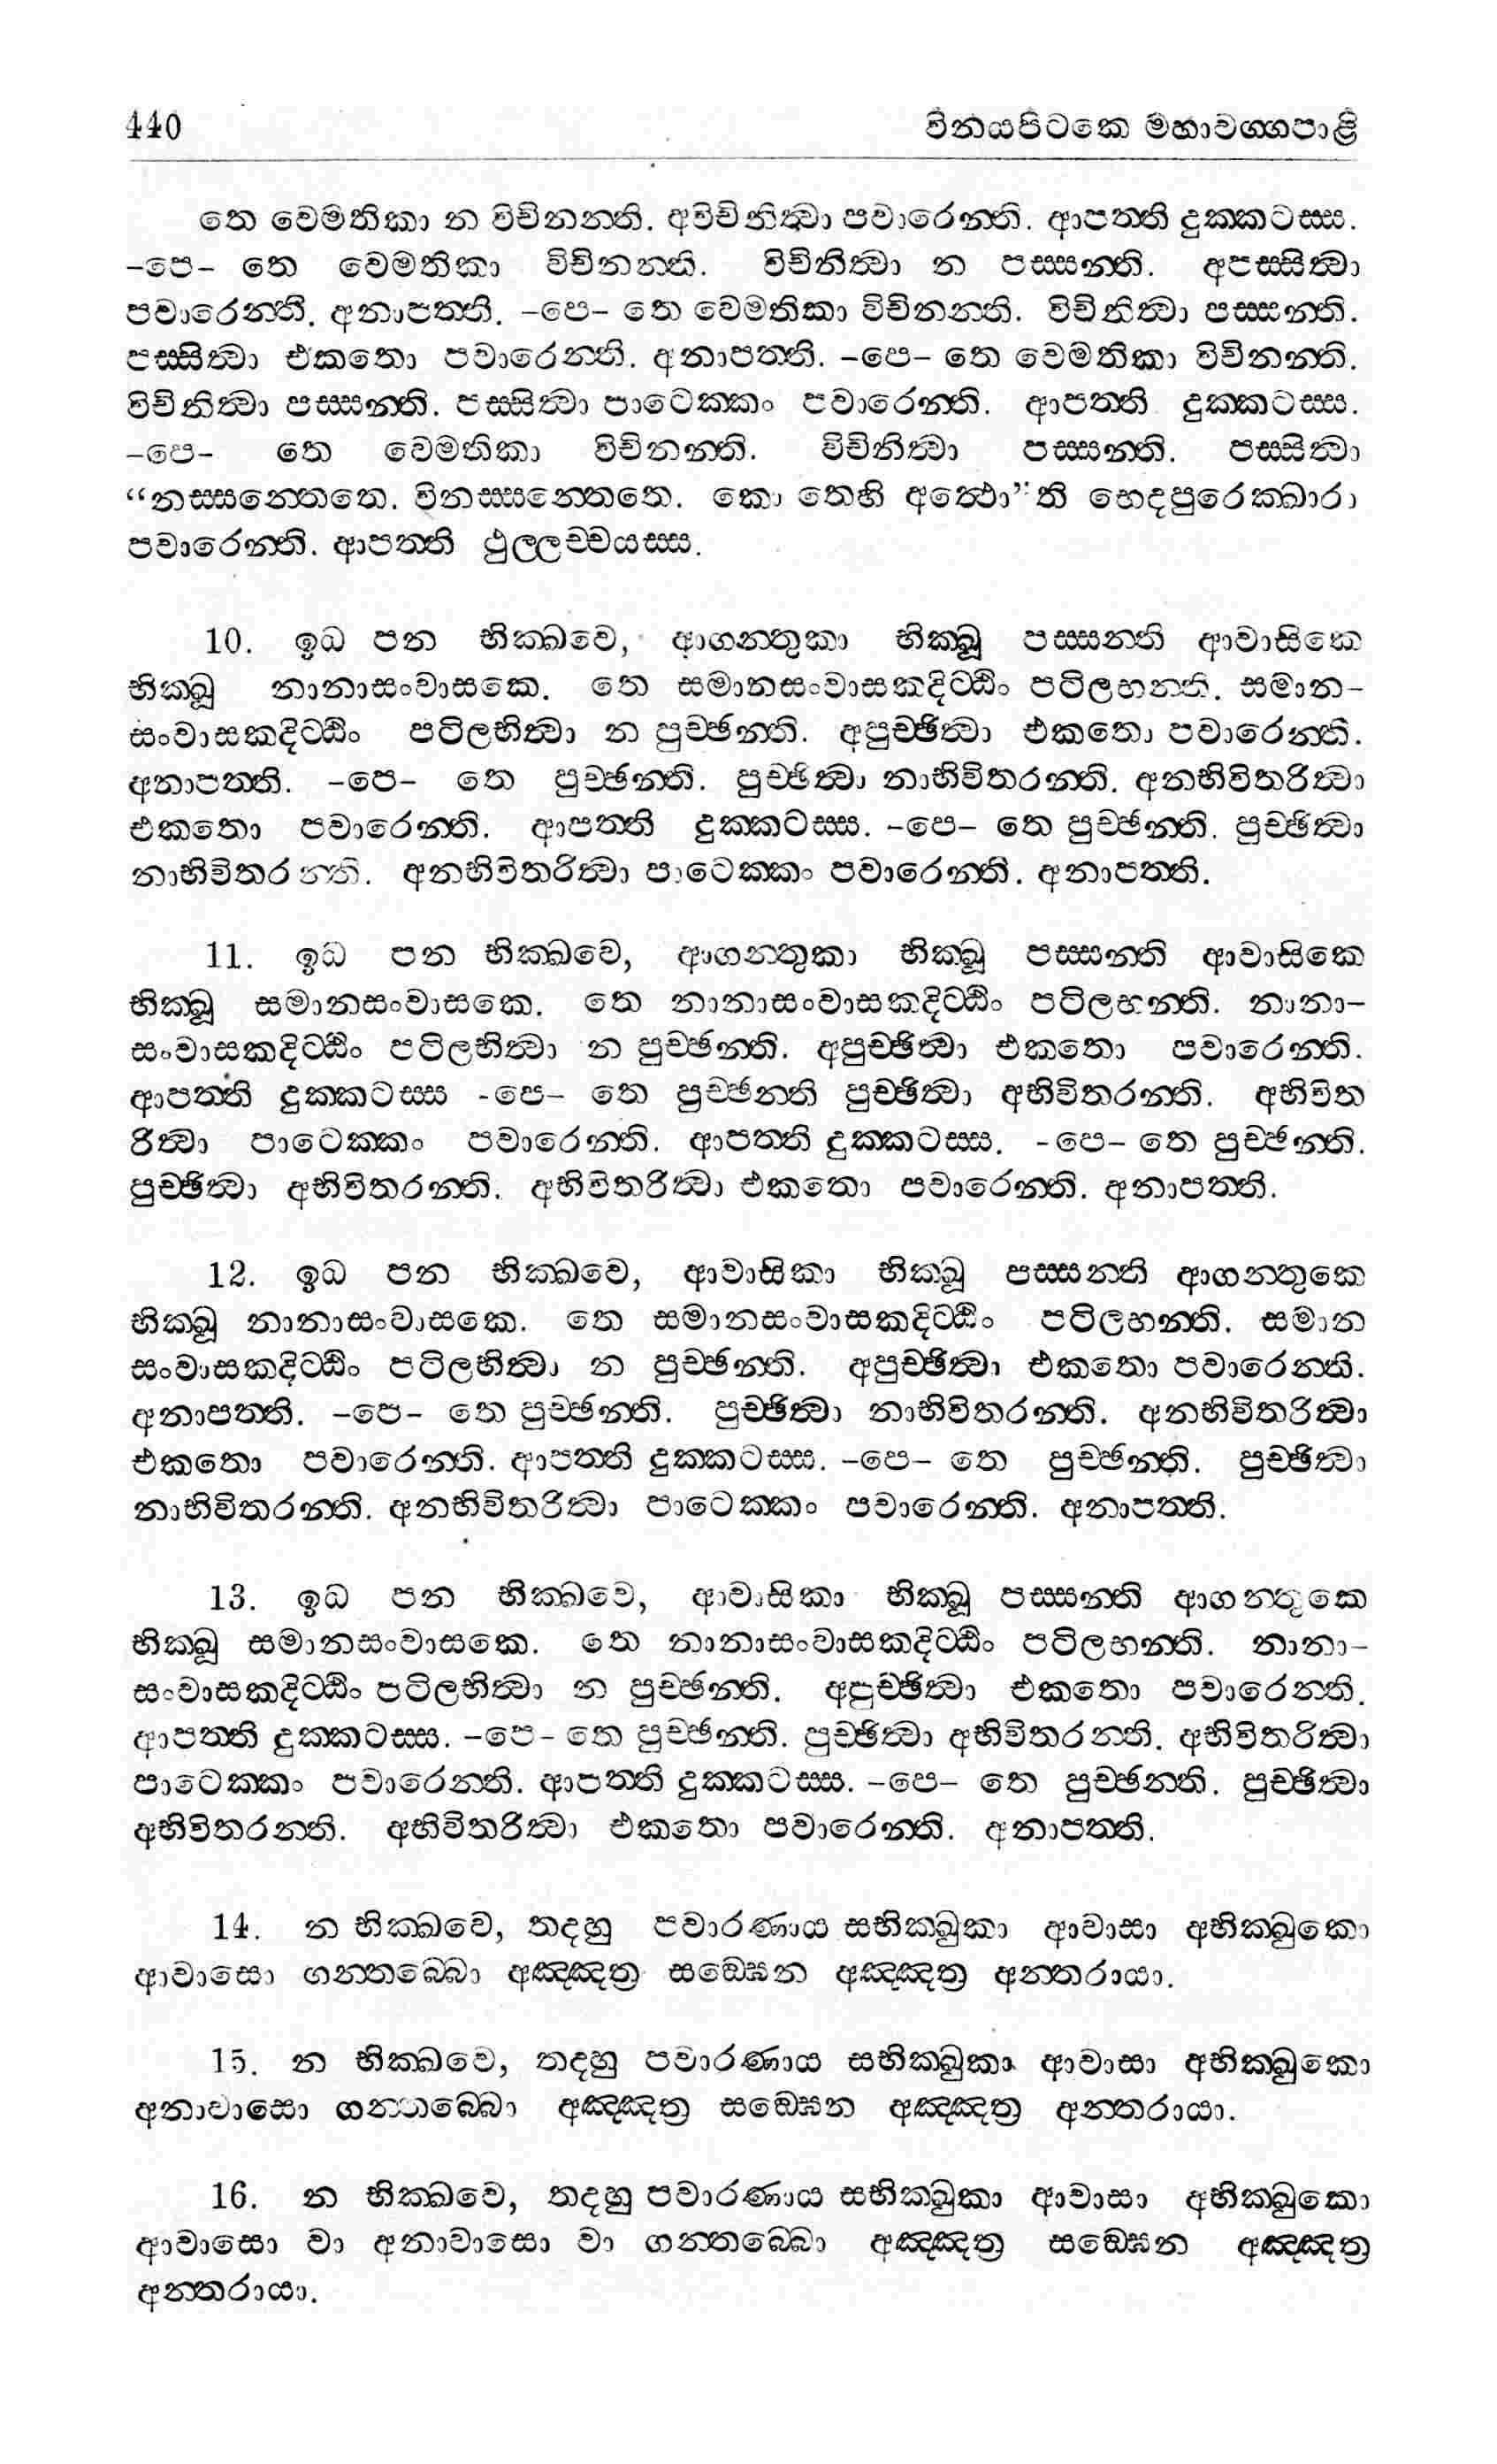 440 විනයපිටකෙ මහාවග්ගපාළි
තෙ වෙමතිකා න විචිනන්ති. අවිචිනිත්වා පවාරෙන්ති. ආපත්ති දුක්කටස්ස.
-පෙ- තෙ වෙමතිකා විචිනන්ති. විචිනිත්වා න පස්සන්ති. අපස්සිත්වා
පවාරෙන්ති. අනාපත්ති. -පෙ- තෙ වෙමතිකා විචිනන්ති. විචිනිත්වා පස්සන්ති.
පස්සිත්වා එකතො පවාරෙන්ති. අනාපත්ති. -පෙ- තෙ වෙමතිකා විචිනන්ති.
විචිනිත්වා පස්සන්ති. පස්සිත්වා පාටෙක්කං පවාරෙන්ති. ආපත්ති දුක්කටස්ස.
-පෙ- තෙ වෙමතිකා විචිනන්ති. විචිනිත්වා පස්සන්ති. පස්සිත්වා
“නස්සන්තෙතෙ. විනස්සන්තෙතෙ. කො තෙහි අත්ථො”ති භෙදපුරෙක්ඛාරා
පවාරෙන්ති. ආපත්ති ථුල්ලච්චයස්ස.
10. ඉධ පන භික්ඛවෙ, ආගන්තුකා භික්ඛූ පස්සන්ති ආවාසිකෙ
භික්ඛූ නානාසංවාසකෙ. තෙ සමානසංවාසකදිට්ඨිං පටිලභන්ති. සමාන-
සංවාසකදිට්ඨිං පටිලභිත්වා න පුච්ඡන්ති. අපුච්ඡිත්වා එකතො පවාරෙන්ති.
අනාපත්ති. -පෙ- තෙ පුච්ඡන්ති. පුච්ඡිත්වා නාභිවිතරන්ති. අනභිවිතරිත්වා
එකතො පවාරෙන්ති. ආපත්ති දුක්කටස්ස. -පෙ- තෙ පුච්ඡන්ති. පුච්ඡිත්වා
නාභිවිතරන්ති. අනභිවිතරිත්වා පාටෙක්කං පවාරෙන්ති. අනාපත්ති.
11. ඉධ පන භික්ඛවෙ, ආගන්තුකා භික්ඛූ පස්සන්ති ආවාසිකෙ
භික්ඛූ සමානසංවාසකෙ. තෙ නානාසංවාසකදිට්ඨිං පටිලභන්ති. නානා-
සංවාසකදිට්ඨිං පටිලභිත්වා න පුච්ඡන්ති. අපුච්ඡිත්වා එකතො පවාරෙන්ති.
ආපත්ති දුක්කටස්ස -පෙ- තෙ පුච්ඡන්ති පුච්ඡිත්වා අභිවිතරන්ති. අභිවිත
රිත්වා පාටෙක්කං පවාරෙන්ති. ආපත්ති දුක්කටස්ස. -පෙ- තෙ පුච්ඡන්ති.
පුච්ඡිත්වා අභිවිතරන්ති. අභිවිතරිත්වා එකතො පවාරෙන්ති. අනාපත්ති.
12. ඉධ පන භික්ඛවෙ, ආවාසිකා භික්ඛූ පස්සන්ති ආගන්තුකෙ
භික්ඛූ නානාසංවාසකෙ. තෙ සමානසංවාසකදිට්ඨිං පටිලභන්ති. සමාන
සංවාසකදිට්ඨිං පටිලභිත්වා න පුච්ඡන්ති. අපුච්ඡිත්වා එකතො පවාරෙන්ති.
අනාපත්ති. -පෙ- තෙ පුච්ඡන්ති. පුච්ඡිත්වා නාභිවිතරන්ති. අනභිවිතරිත්වා
එකතො පවාරෙන්ති. ආපත්ති දුක්කටස්ස. -පෙ- තෙ පුච්ඡන්ති. පුච්ඡිත්වා
නාභිවිතරන්ති. අනභිවිතරිත්වා පාටෙක්කං පවාරෙන්ති. අනාපත්ති.
13. ඉධ පන භික්ඛවෙ, ආවාසිකා භික්ඛූ පස්සන්ති ආගන්තුකෙ
භික්ඛූ සමානසංවාසකෙ. තෙ නානාසංවාසකදිට්ඨිං පටිලභන්ති. නානා-
සංවාසකදිට්ඨිං පටිලභිත්වා න පුච්ඡන්ති. අපුච්ඡිත්වා එකතො පවාරෙන්ති.
ආපත්ති දුක්කටස්ස. -පෙ- තෙ පුච්ඡන්ති. පුච්ඡිත්වා අභිවිතරන්ති. අභිවිතරිත්වා
පාටෙක්කං පවාරෙන්ති. ආපත්ති දුක්කටස්ස. -පෙ- තෙ පුච්ඡන්ති. පුච්ඡිත්වා
අභිවිතරන්ති. අභිවිතරිත්වා එකතො පවාරෙන්ති. අනාපත්ති.
14. න භික්ඛවෙ, තදහු පවාරණාය සභික්ඛුකා ආවාසා අභික්ඛුකො
ආවාසො ගන්තබ්බො අඤ්ඤත්‍ර සඞ්ඝෙන අඤ්ඤත්‍ර අන්තරායා.
15. න භික්ඛවෙ, තදහු පවාරණාය සභික්ඛුකා ආවාසා අභික්ඛුකො
අනාවාසො ගන්තබ්බො අඤ්ඤත්‍ර සඞ්ඝෙන අඤ්ඤත්‍ර අන්තරායා.
16. න භික්ඛවෙ, තදහු පවාරණාය සභික්ඛුකා ආවාසා අභික්ඛුකො
ආවාසො වා අනාවාසො වා ගන්තබ්බො අඤ්ඤත්‍ර සඞ්ඝෙන අඤ්ඤත්‍ර
අන්තරායා.